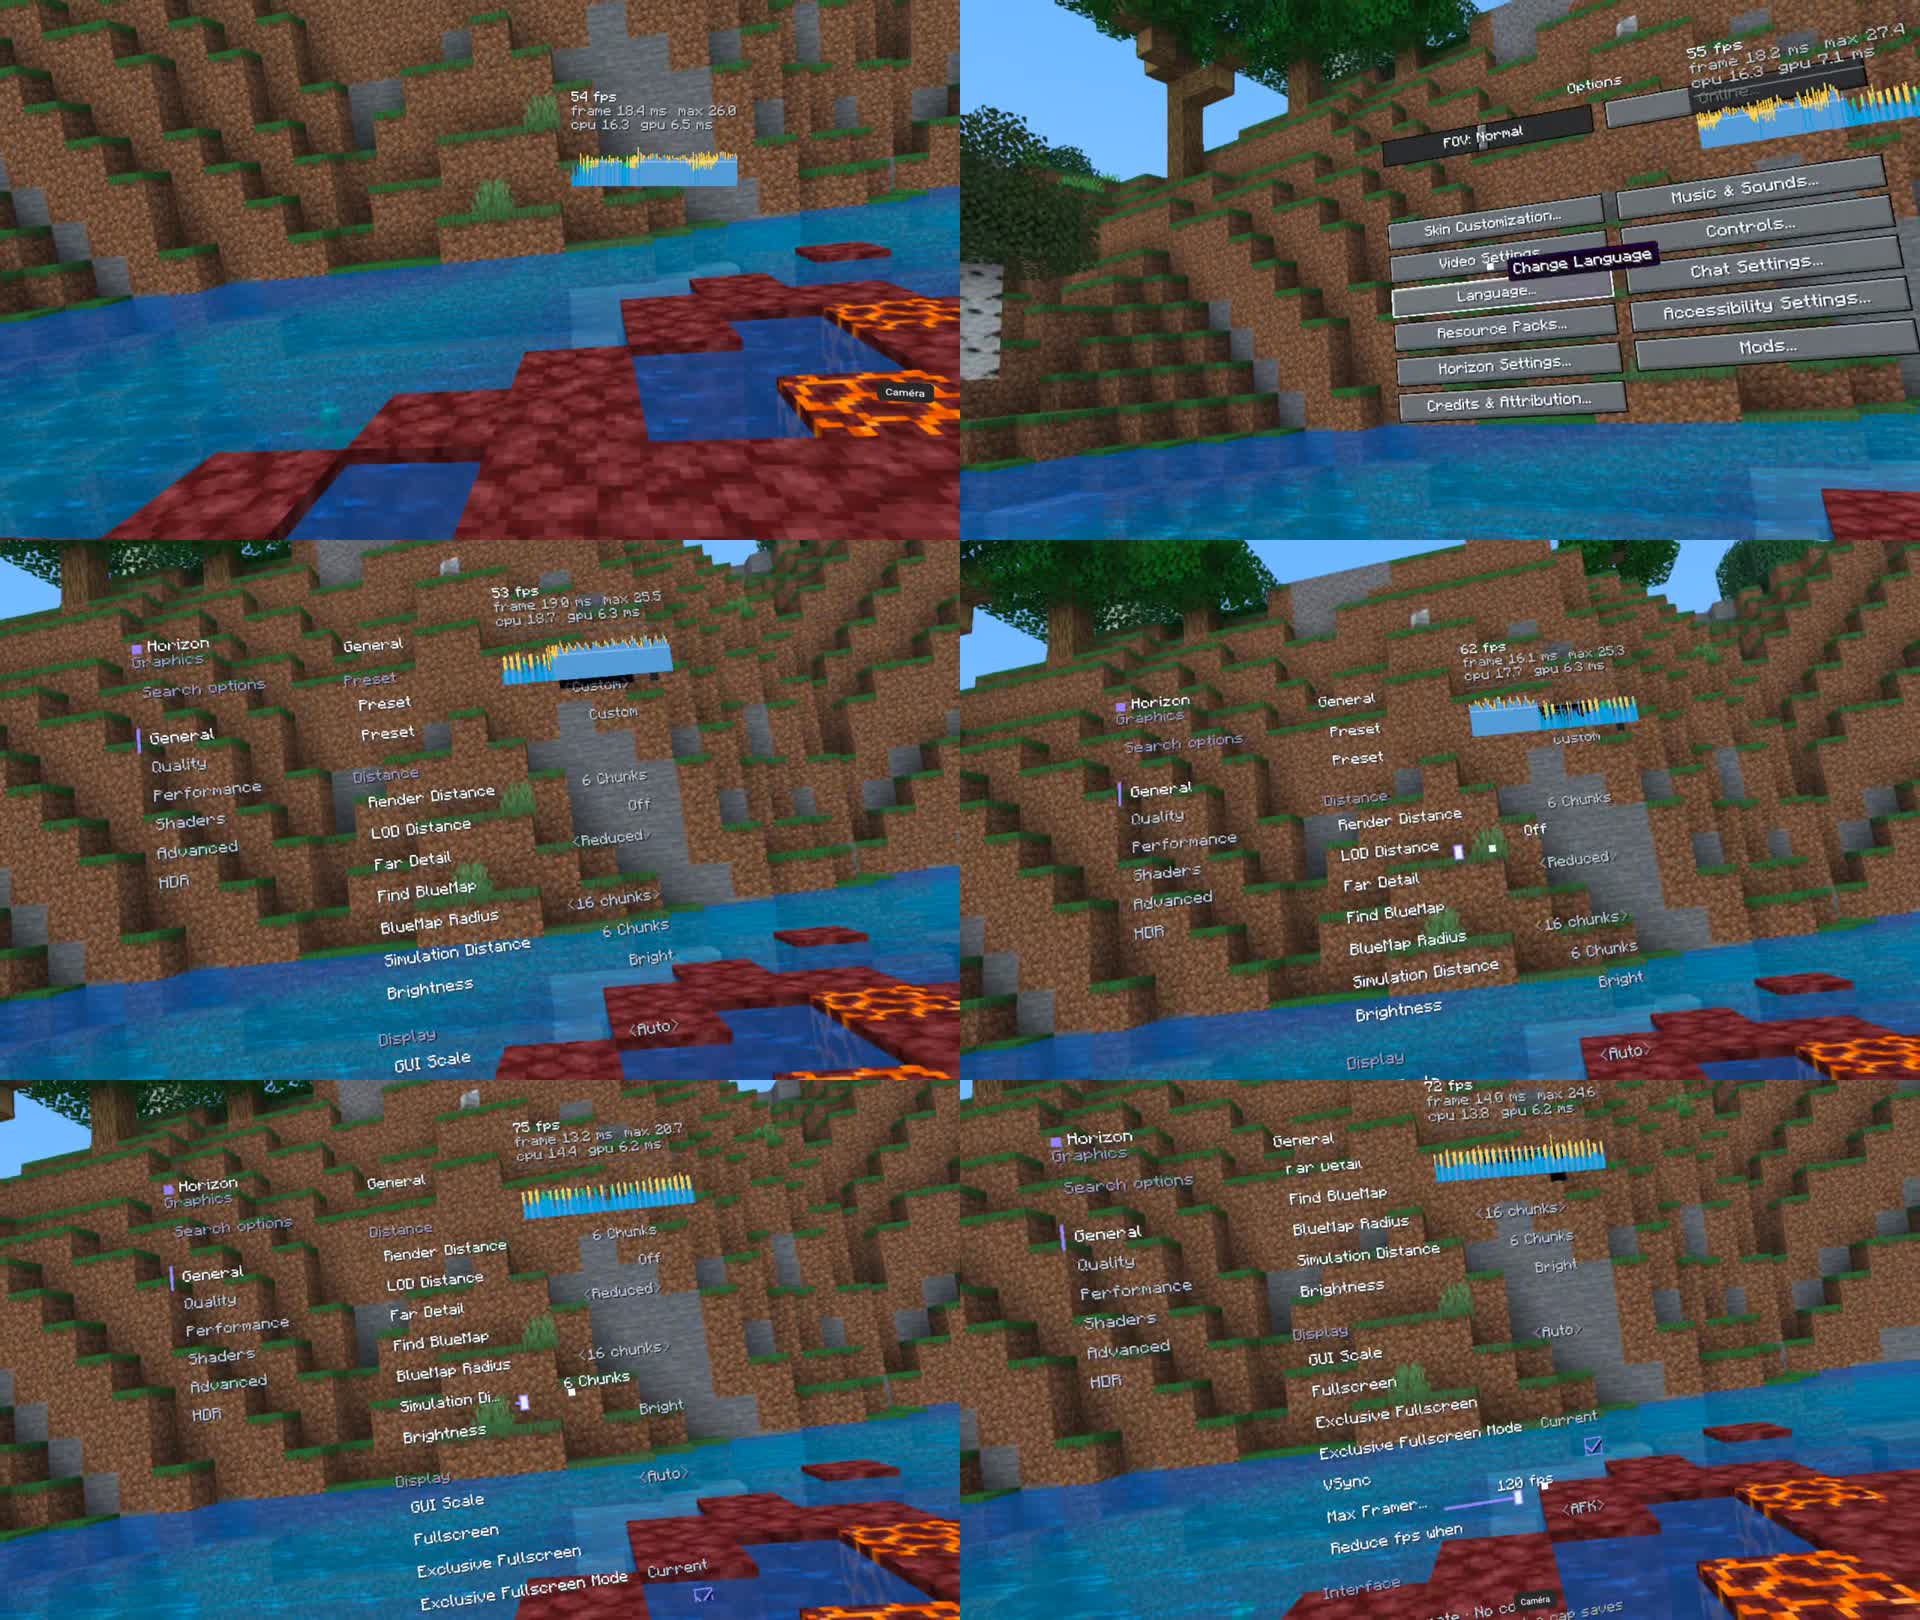 54 fps
frame 18.4 ms max 26.0
cpu 16.3 gpu 6.5 ms
Caméra
55 fps
frame 18.2 ms max 27.4
cpu 16.3 gpu 7.1 ms
Options
Online...
FOV: Normal
Skin Customization...
Music & Sounds...
Video Settings
Controls...
Change Language
Language...
Chat Settings...
Resource Packs...
Accessibility Settings...
Horizon Settings...
Mods...
Credits & Attribution...
53 fps
frame 19.0 ms max 25.5
cpu 18.7 gpu 6.3 ms
Horizon
Graphics
Search options
General
Quality
Performance
Shaders
Advanced
HDR
General
Preset
<Custom>
Preset
Custom
Preset
Distance
Render Distance
6 Chunks
LOD Distance
Off
Far Detail
<Reduced>
Find BlueMap
BlueMap Radius
<16 chunks>
Simulation Distance
6 Chunks
Brightness
Bright
Display
GUI Scale
<Auto>
62 fps
frame 16.1 ms max 25.3
cpu 17.7 gpu 6.3 ms
Horizon
Graphics
Search options
General
Quality
Performance
Shaders
Advanced
HDR
General
Preset
Preset
Custom
Distance
Render Distance
6 Chunks
LOD Distance
Off
Far Detail
<Reduced>
Find BlueMap
BlueMap Radius
<16 chunks>
Simulation Distance
6 Chunks
Brightness
Bright
Display
<Auto>
75 fps
frame 13.2 ms max 20.7
cpu 14.4 gpu 6.2 ms
Horizon
Graphics
Search options
General
Quality
Performance
Shaders
Advanced
HDR
General
Distance
Render Distance
6 Chunks
LOD Distance
Off
Far Detail
<Reduced>
Find BlueMap
BlueMap Radius
<16 chunks>
Simulation Di...
6 Chunks
Brightness
Bright
Display
GUI Scale
<Auto>
Fullscreen
Exclusive Fullscreen
Exclusive Fullscreen Mode
Current
72 fps
frame 14.0 ms max 24.6
cpu 13.8 gpu 6.2 ms
Horizon
Graphics
Search options
General
Quality
Performance
Shaders
Advanced
HDR
General
Far Detail
Find BlueMap
BlueMap Radius
<16 chunks>
Simulation Distance
6 Chunks
Brightness
Bright
Display
GUI Scale
<Auto>
Fullscreen
Exclusive Fullscreen
Exclusive Fullscreen Mode
Current
VSync
Max Framer...
120 fps
Reduce fps when
<AFK>
Interface
Caméra
No co
cap saves